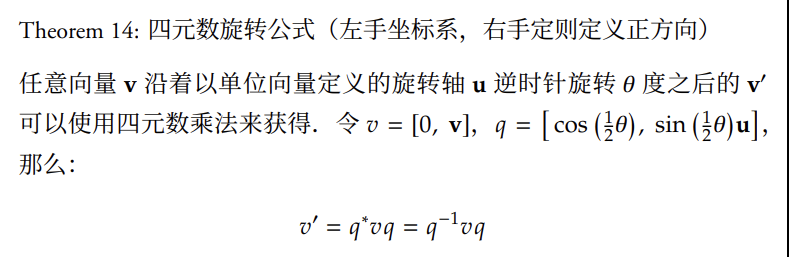 Theorem 14: 四元数旋转公式（左手坐标系，右手定则定义正方向）
任意向量 v 沿着以单位向量定义的旋转轴 u 逆时针旋转 θ 度之后的 v′
可以使用四元数乘法来获得．令 v = [0, v]，q = [cos (½θ), sin (½θ)u]，
那么：
v′ = q*vq = q⁻¹vq